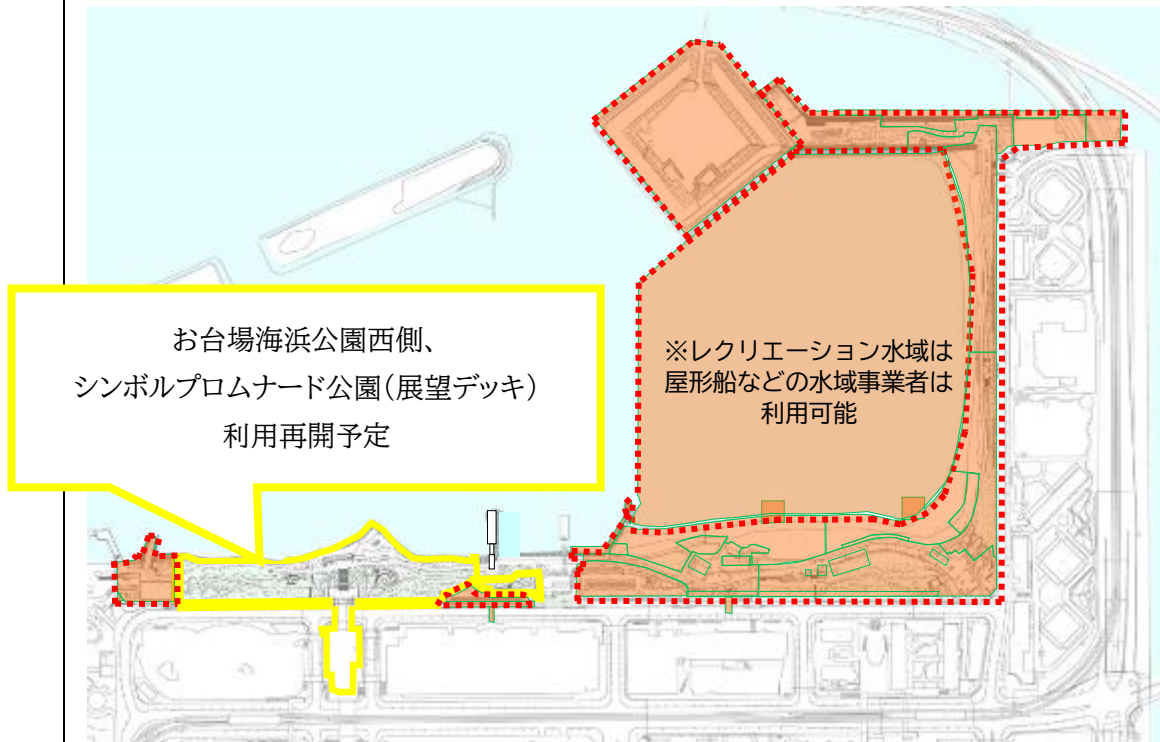 お台場海浜公園西側、
シンボルプロムナード公園(展望デッキ)
利用再開予定
※レクリエーション水域は
屋形船などの水域事業者は
利用可能